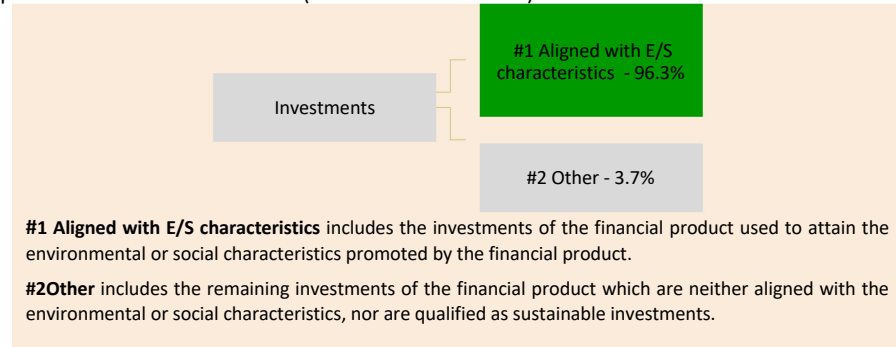 #1 Aligned with E/S
characteristics - 96.3%
Investments
#2 Other - 3.7%
#1 Aligned with E/S characteristics includes the investments of the financial product used to attain the
environmental or social characteristics promoted by the financial product.
#2Other includes the remaining investments of the financial product which are neither aligned with the
environmental or social characteristics, nor are qualified as sustainable investments.